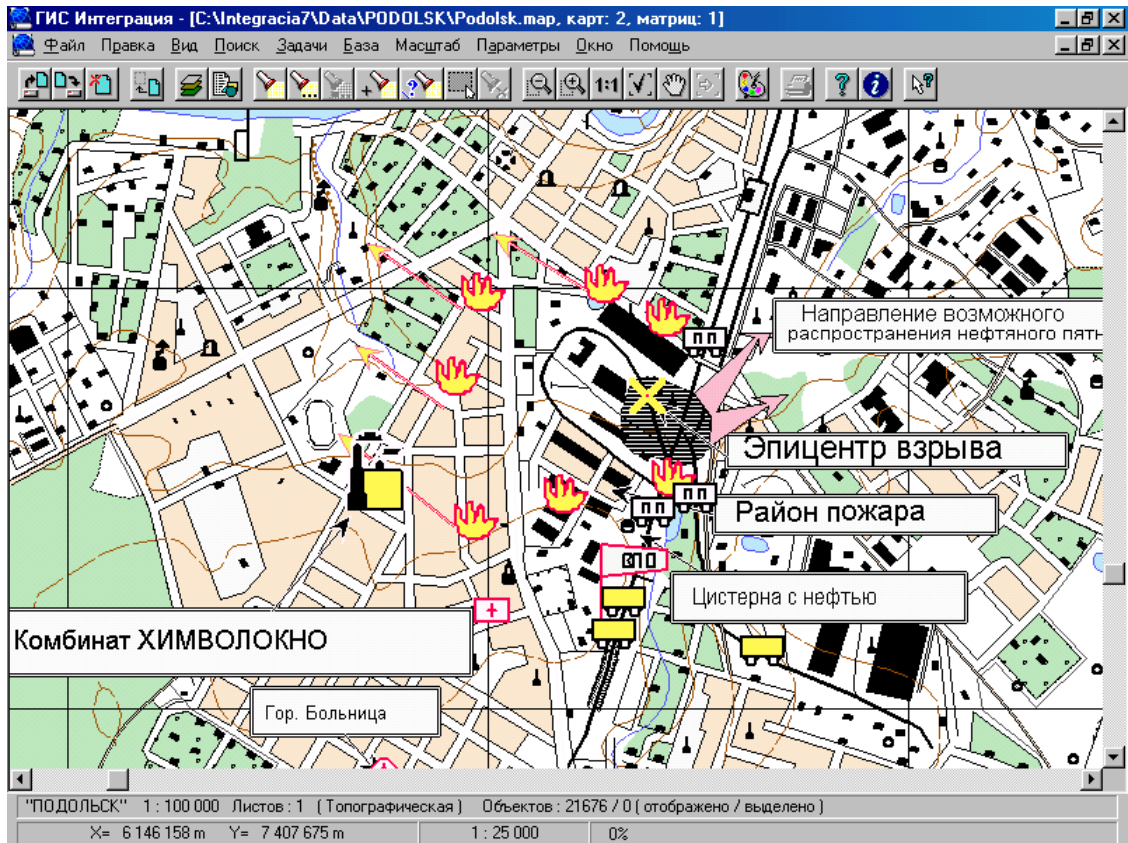 ГИС Интеграция - [C:\Integracia7\Data\PODOLSK\Podolsk.map, карт: 2, матриц: 1]
Файл Правка Вид Поиск Задачи База Масштаб Параметры Окно Помощь
1:1
Направление возможного
распространения нефтяного пятн
ПП
Эпицентр взрыва
ПП
ПП
Район пожара
ВПО
Цистерна с нефтью
Комбинат ХИМВОЛОКНО
Гор. Больница
"ПОДОЛЬСК" 1 : 100 000 Листов : 1 ( Топографическая ) Объектов : 21676 / 0 ( отображено / выделено )
X= 6 146 158 m Y= 7 407 675 m 1 : 25 000 0%